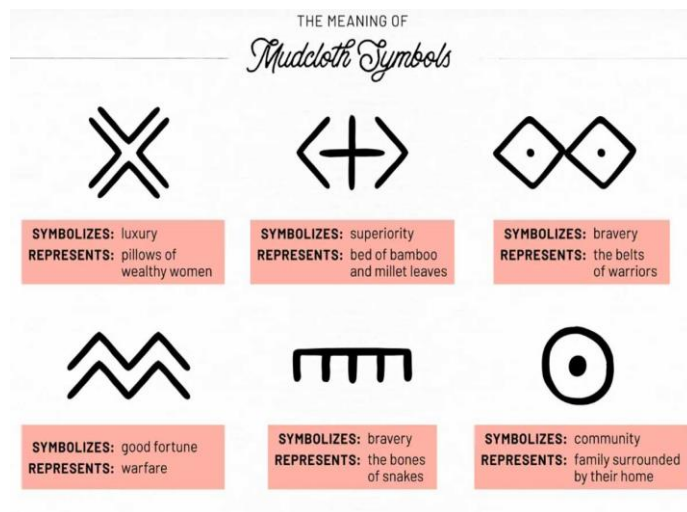 THE MEANING OF
Mudcloth Symbols
SYMBOLIZES: luxury
REPRESENTS: pillows of
wealthy women
SYMBOLIZES: superiority
REPRESENTS: bed of bamboo
and millet leaves
SYMBOLIZES: bravery
REPRESENTS: the belts
of warriors
SYMBOLIZES: good fortune
REPRESENTS: warfare
SYMBOLIZES: bravery
REPRESENTS: the bones
of snakes
SYMBOLIZES: community
REPRESENTS: family surrounded
by their home